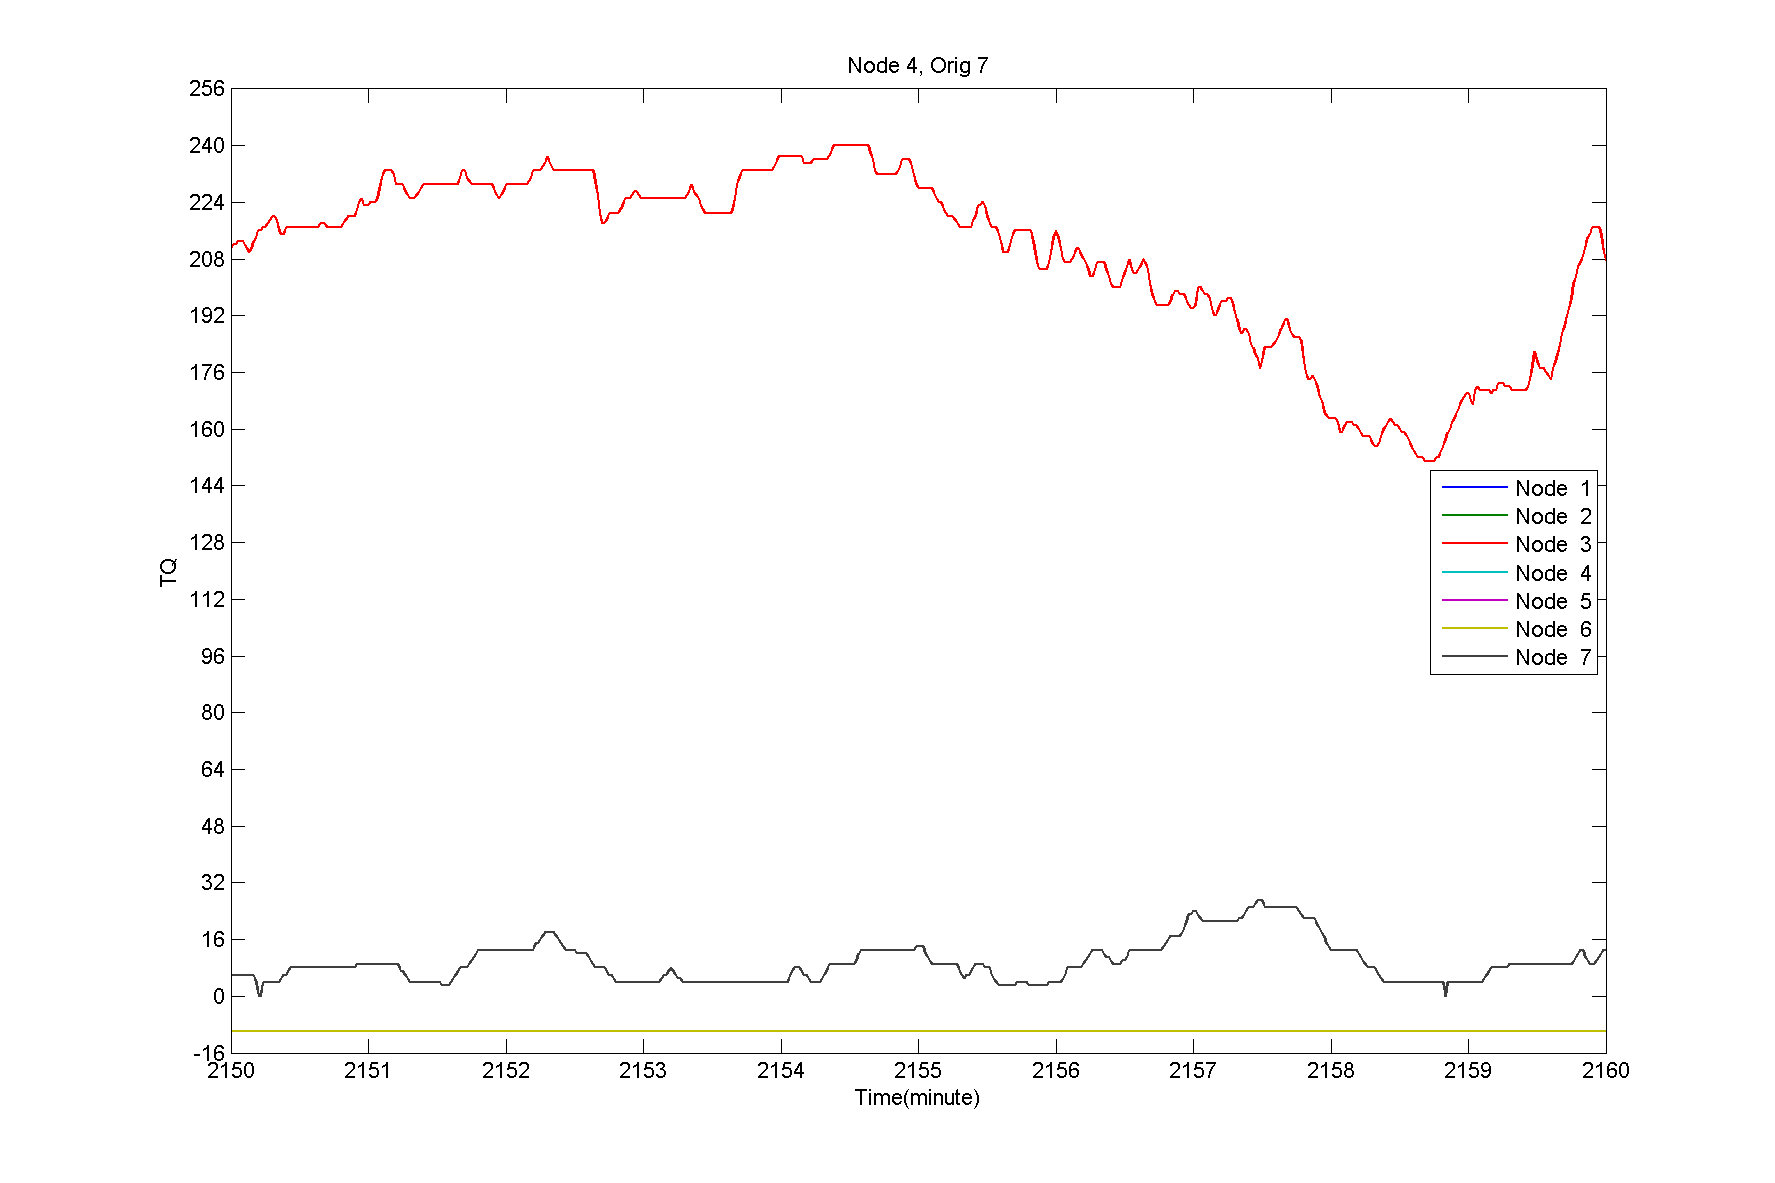 Node 4, Orig 7
256
240
224
208
192
176
160
144
128
112
96
80
64
48
32
16
0
-16
TQ
Node 1
Node 2
Node 3
Node 4
Node 5
Node 6
Node 7
2150 2151 2152 2153 2154 2155 2156 2157 2158 2159 2160
Time(minute)